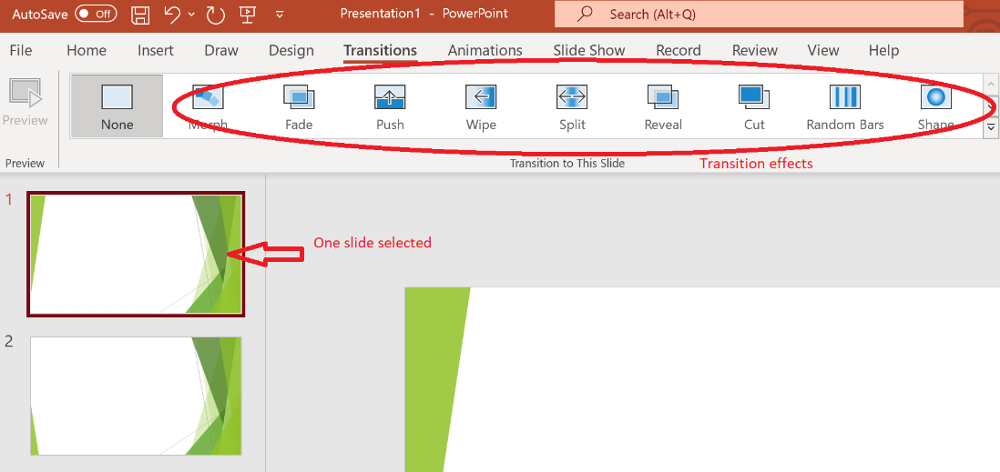 AutoSave Off Presentation1 - PowerPoint Search (Alt+Q)
File Home Insert Draw Design Transitions Animations Slide Show Record Review View Help
Preview None Morph Fade Push Wipe Split Reveal Cut Random Bars Shape
Preview Transition to This Slide Transition effects
1
One slide selected
2